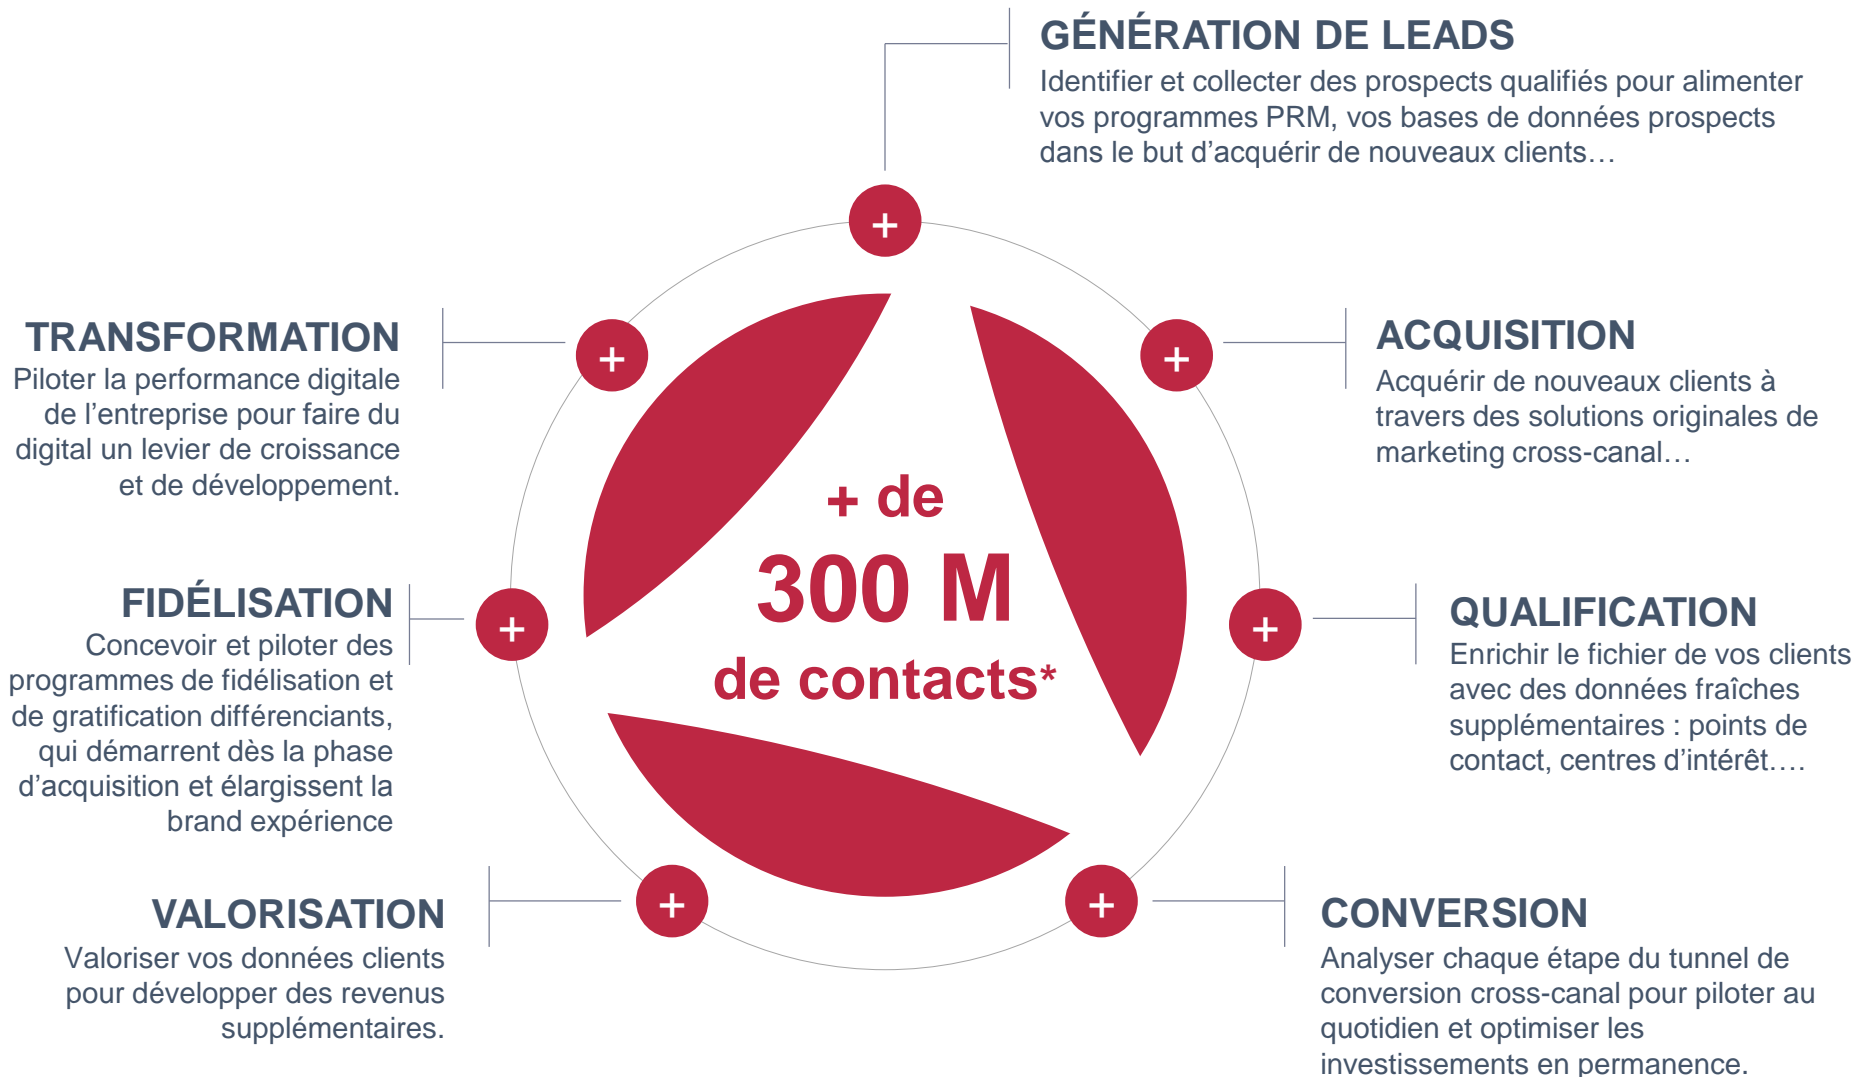 GÉNÉRATION DE LEADS
Identifier et collecter des prospects qualifiés pour alimenter
vos programmes PRM, vos bases de données prospects
dans le but d’acquérir de nouveaux clients…
+
TRANSFORMATION
Piloter la performance digitale
de l’entreprise pour faire du
digital un levier de croissance
et de développement.
+
+
ACQUISITION
Acquérir de nouveaux clients à
travers des solutions originales de
marketing cross-canal…
+ de
300 M
de contacts*
FIDÉLISATION
Concevoir et piloter des
programmes de fidélisation et
de gratification différenciants,
qui démarrent dès la phase
d’acquisition et élargissent la
brand expérience
+
+
QUALIFICATION
Enrichir le fichier de vos clients
avec des données fraîches
supplémentaires : points de
contact, centres d’intérêt….
VALORISATION
Valoriser vos données clients
pour développer des revenus
supplémentaires.
+
+
CONVERSION
Analyser chaque étape du tunnel de
conversion cross-canal pour piloter au
quotidien et optimiser les
investissements en permanence.